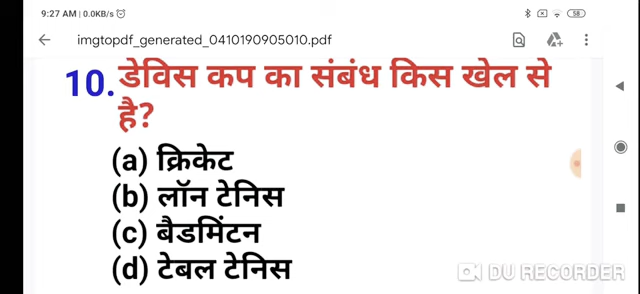 9:27 AM | 0.0KB/s
58
imgtopdf_generated_0410190905010.pdf
10. डेविस कप का संबंध किस खेल से
है?
(a) क्रिकेट
(b) लॉन टेनिस
(c) बैडमिंटन
(d) टेबल टेनिस
DU RECORDER